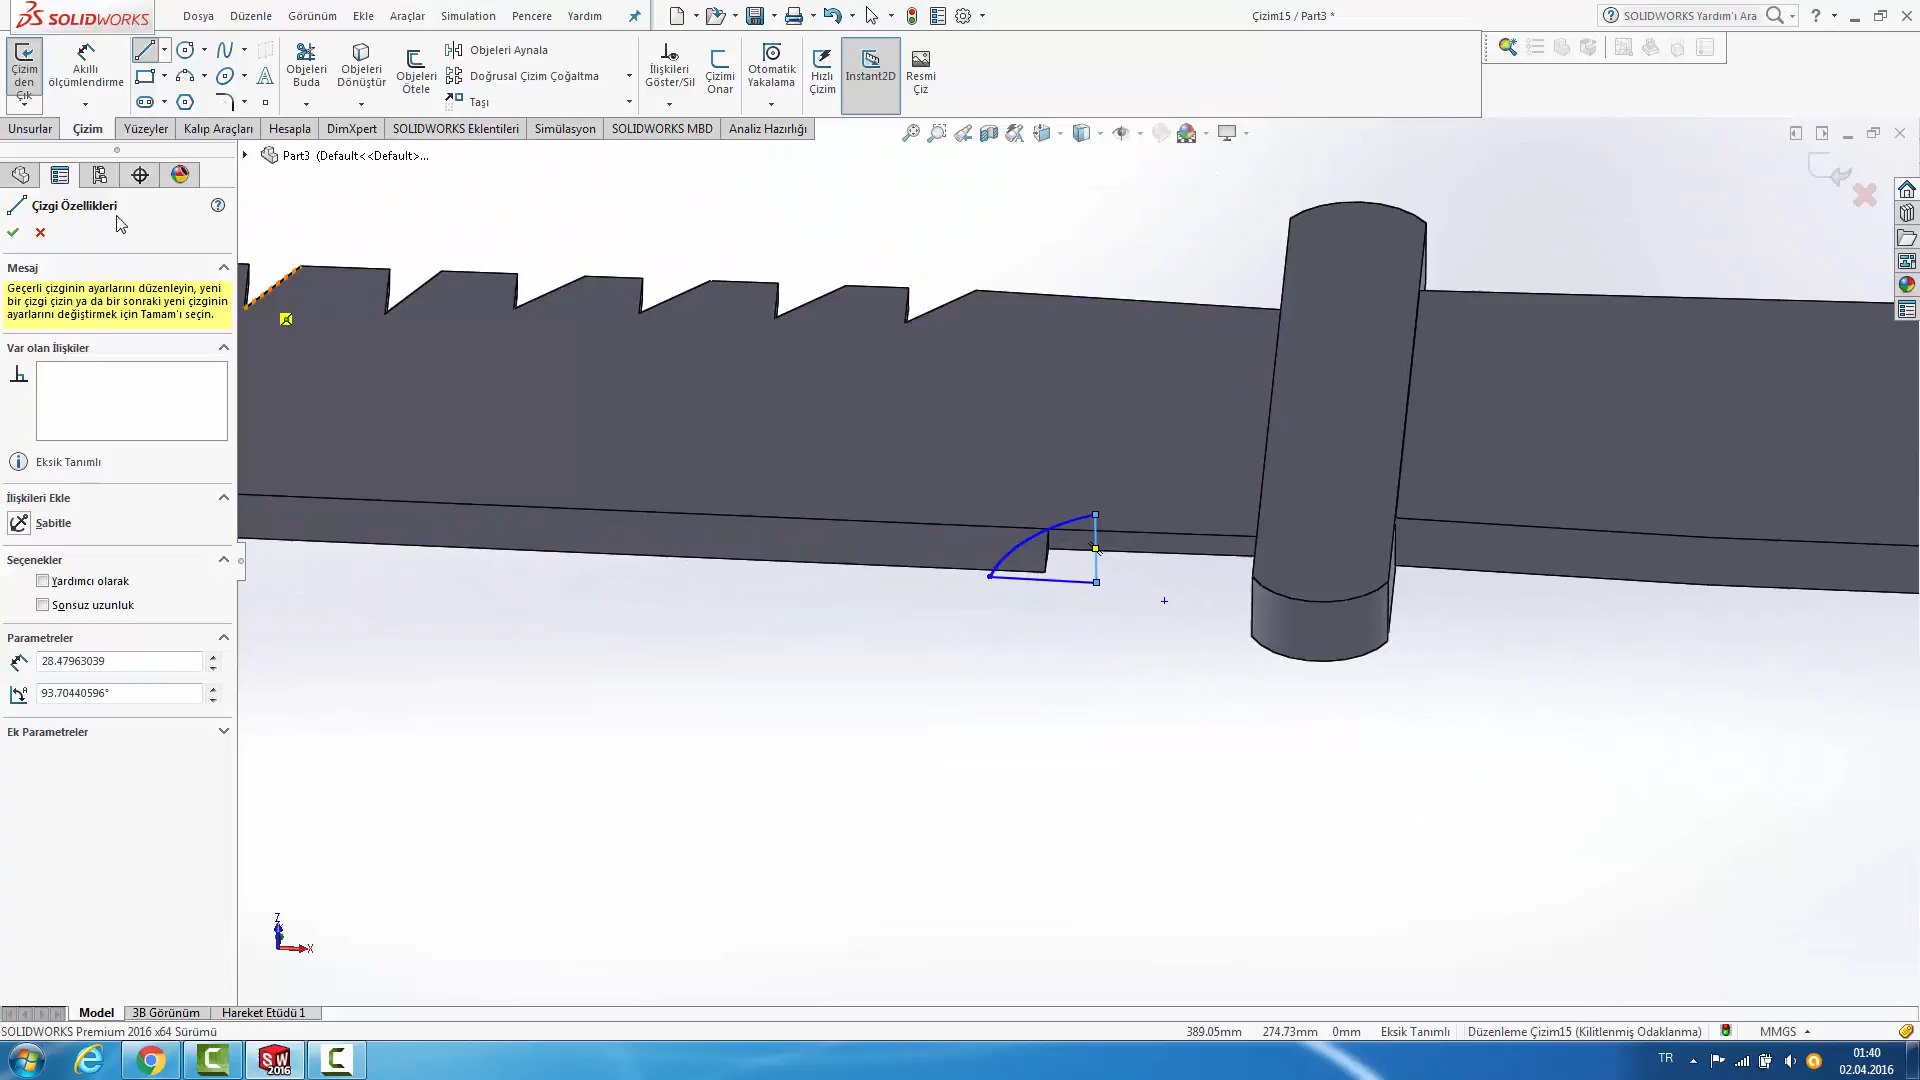 SOLIDWORKS
Dosya Düzenle Görünüm Ekle Araçlar Simulation Pencere Yardım
Çizim15 / Part3 *
SOLIDWORKS Yardım'ı Ara
Çizim den Çık
Akıllı ölçümlendirme
Objeleri Buda
Objeleri Dönüştür
Objeleri Ötele
Objeleri Aynala
Doğrusal Çizim Çoğaltma
Taşı
İlişkileri Göster/Sil
Çizimi Onar
Otomatik Yakalama
Hızlı Çizim
Instant2D
Resmi Çiz
Unsurlar Çizim Yüzeyler Kalıp Araçları Hesapla DimXpert SOLIDWORKS Eklentileri Simülasyon SOLIDWORKS MBD Analiz Hazırlığı
Part3 (Default<<Default>...
Çizgi Özellikleri
Mesaj
Geçerli çizginin ayarlarını düzenleyin, yeni
bir çizgi çizin ya da bir sonraki yeni çizginin
ayarlarını değiştirmek için Tamam'ı seçin.
Var olan İlişkiler
Eksik Tanımlı
İlişkileri Ekle
Sabitle
Seçenekler
Yardımcı olarak
Sonsuz uzunluk
Parametreler
28.47963039
93.70440596°
Ek Parametreler
Z
X
Model 3B Görünüm Hareket Etüdü 1
SOLIDWORKS Premium 2016 x64 Sürümü
389.05mm 274.73mm 0mm Eksik Tanımlı Düzenleme Çizim15 (Kilitlenmiş Odaklanma) MMGS
SW 2016
TR
01:40
02.04.2016